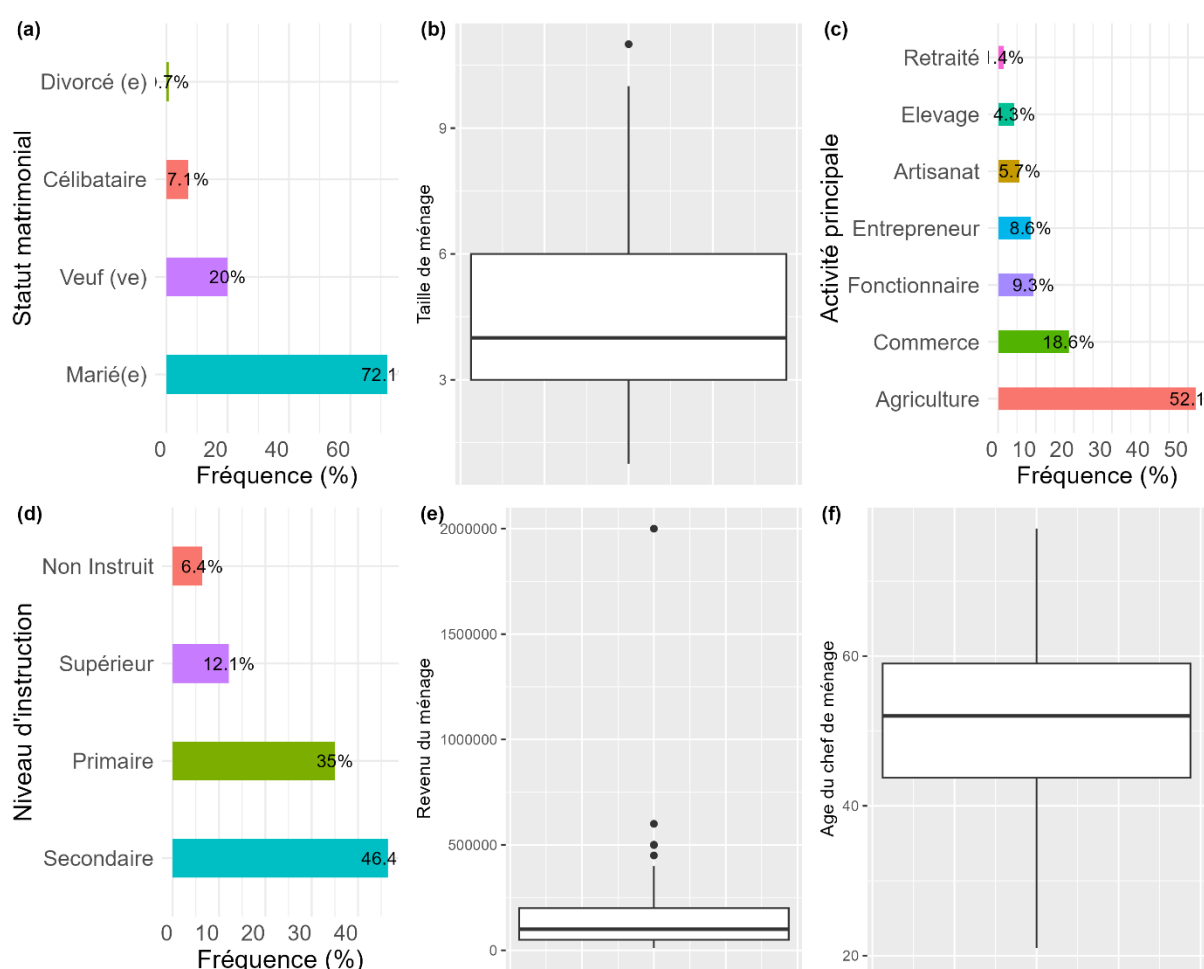 (a)
Statut matrimonial
Divorcé (e)
.7%
Célibataire
7.1%
Veuf (ve)
20%
Marié(e)
72.1
0 20 40 60
Fréquence (%)
(b)
Taille de ménage
9
6
3
(c)
Activité principale
Retraité
.4%
Elevage
4.3%
Artisanat
5.7%
Entrepreneur
8.6%
Fonctionnaire
9.3%
Commerce
18.6%
Agriculture
52.1
0 10 20 30 40 50
Fréquence (%)
(d)
Niveau d'instruction
Non Instruit
6.4%
Supérieur
12.1%
Primaire
35%
Secondaire
46.4
0 10 20 30 40
Fréquence (%)
(e)
Revenu du ménage
2000000
1500000
1000000
500000
0
(f)
Age du chef de ménage
60
40
20